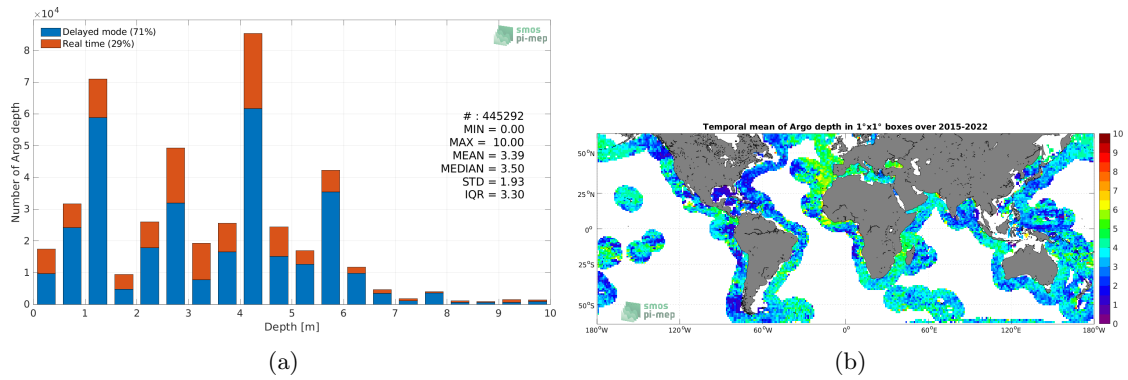 ×10⁴
Delayed mode (71%)
Real time (29%)
smos
pi-mep
# : 445292
MIN = 0.00
MAX = 10.00
MEAN = 3.39
MEDIAN = 3.50
STD = 1.93
IQR = 3.30
Number of Argo depth
8
7
6
5
4
3
2
1
0
0 1 2 3 4 5 6 7 8 9 10
Depth [m]
(a)
Temporal mean of Argo depth in 1°x1° boxes over 2015-2022
50°N
25°N
0°
25°S
50°S
180°W 120°W 60°W 0° 60°E 120°E 180°W
smos
pi-mep
10
9
8
7
6
5
4
3
2
1
0
(b)